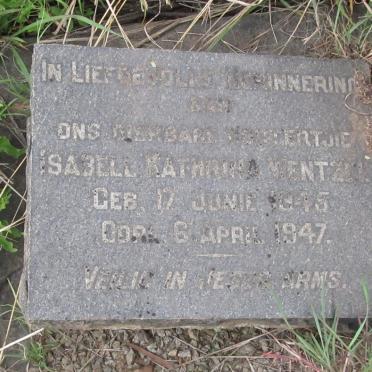 IN LIEFDEVOLLE HERINNERING
AAN
ONS DIERBARE DOGTERTJIE
ISABELL KATHRINA WENTZEL
GEB. 17 JUNIE 1945
OORL. 6 APRIL 1947.
VEILIG IN JESUS ARMS.